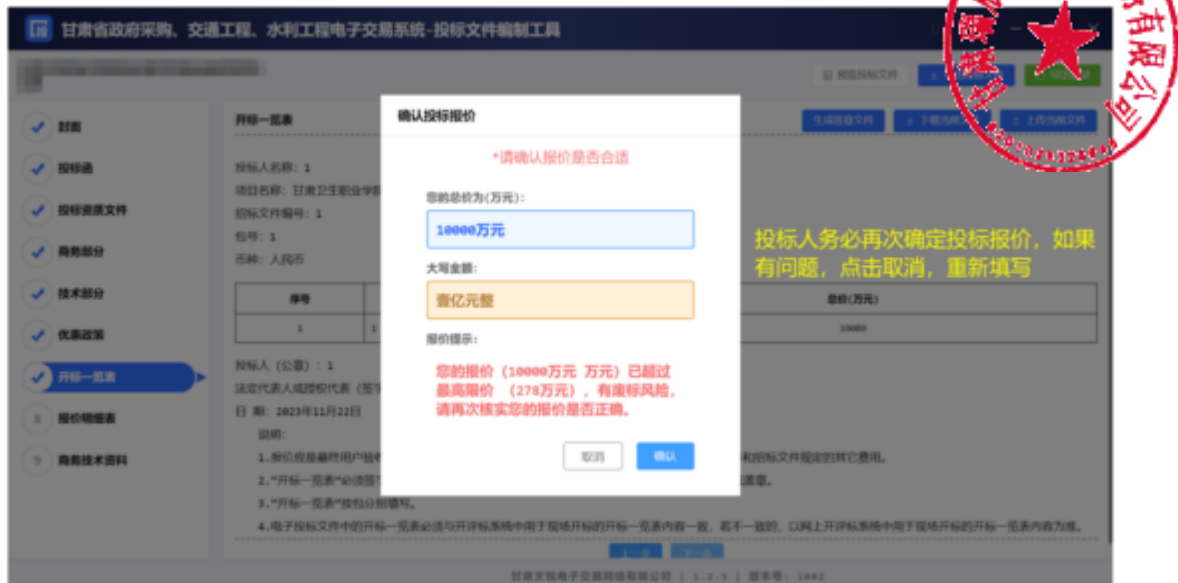 甘肃省政府采购、交通工程、水利工程电子交易系统-投标文件编制工具
预览投标文件
封面
投标函
投标资质文件
商务部分
技术部分
优惠政策
开标一览表
8 报价明细表
9 商务技术资料
开标一览表
生成签章文件
上传当前文件
投标人名称: 1
项目名称: 甘肃卫生职业学院
招标文件编号: 1
包号: 1
币种: 人民币
序号
总价(万元)
1
1
10000
投标人 (公章) : 1
法定代表人或授权代表 (签字
日 期: 2023年11月22日
说明:
1.报价应是最终用户验收
和招标文件规定的其它费用。
2."开标一览表"必须签
盖章。
3."开标一览表"按包分别填写。
4.电子投标文件中的开标一览表必须与开评标系统中用于现场开标的开标一览表内容一致, 若不一致的, 以网上开评标系统中用于现场开标的开标一览表内容为准。
确认投标报价
*请确认报价是否合适
您的总价为(万元):
10000万元
大写金额:
壹亿元整
报价提示:
您的报价 (10000万元 万元) 已超过
最高限价 (278万元) , 有废标风险,
请再次核实您的报价是否正确。
取消
确认
投标人务必再次确定投标报价, 如果
有问题, 点击取消, 重新填写
上一步
下一步
甘肃文锐电子交易网络有限公司 | 1.2.3 | 版本号: 1002
有限公司